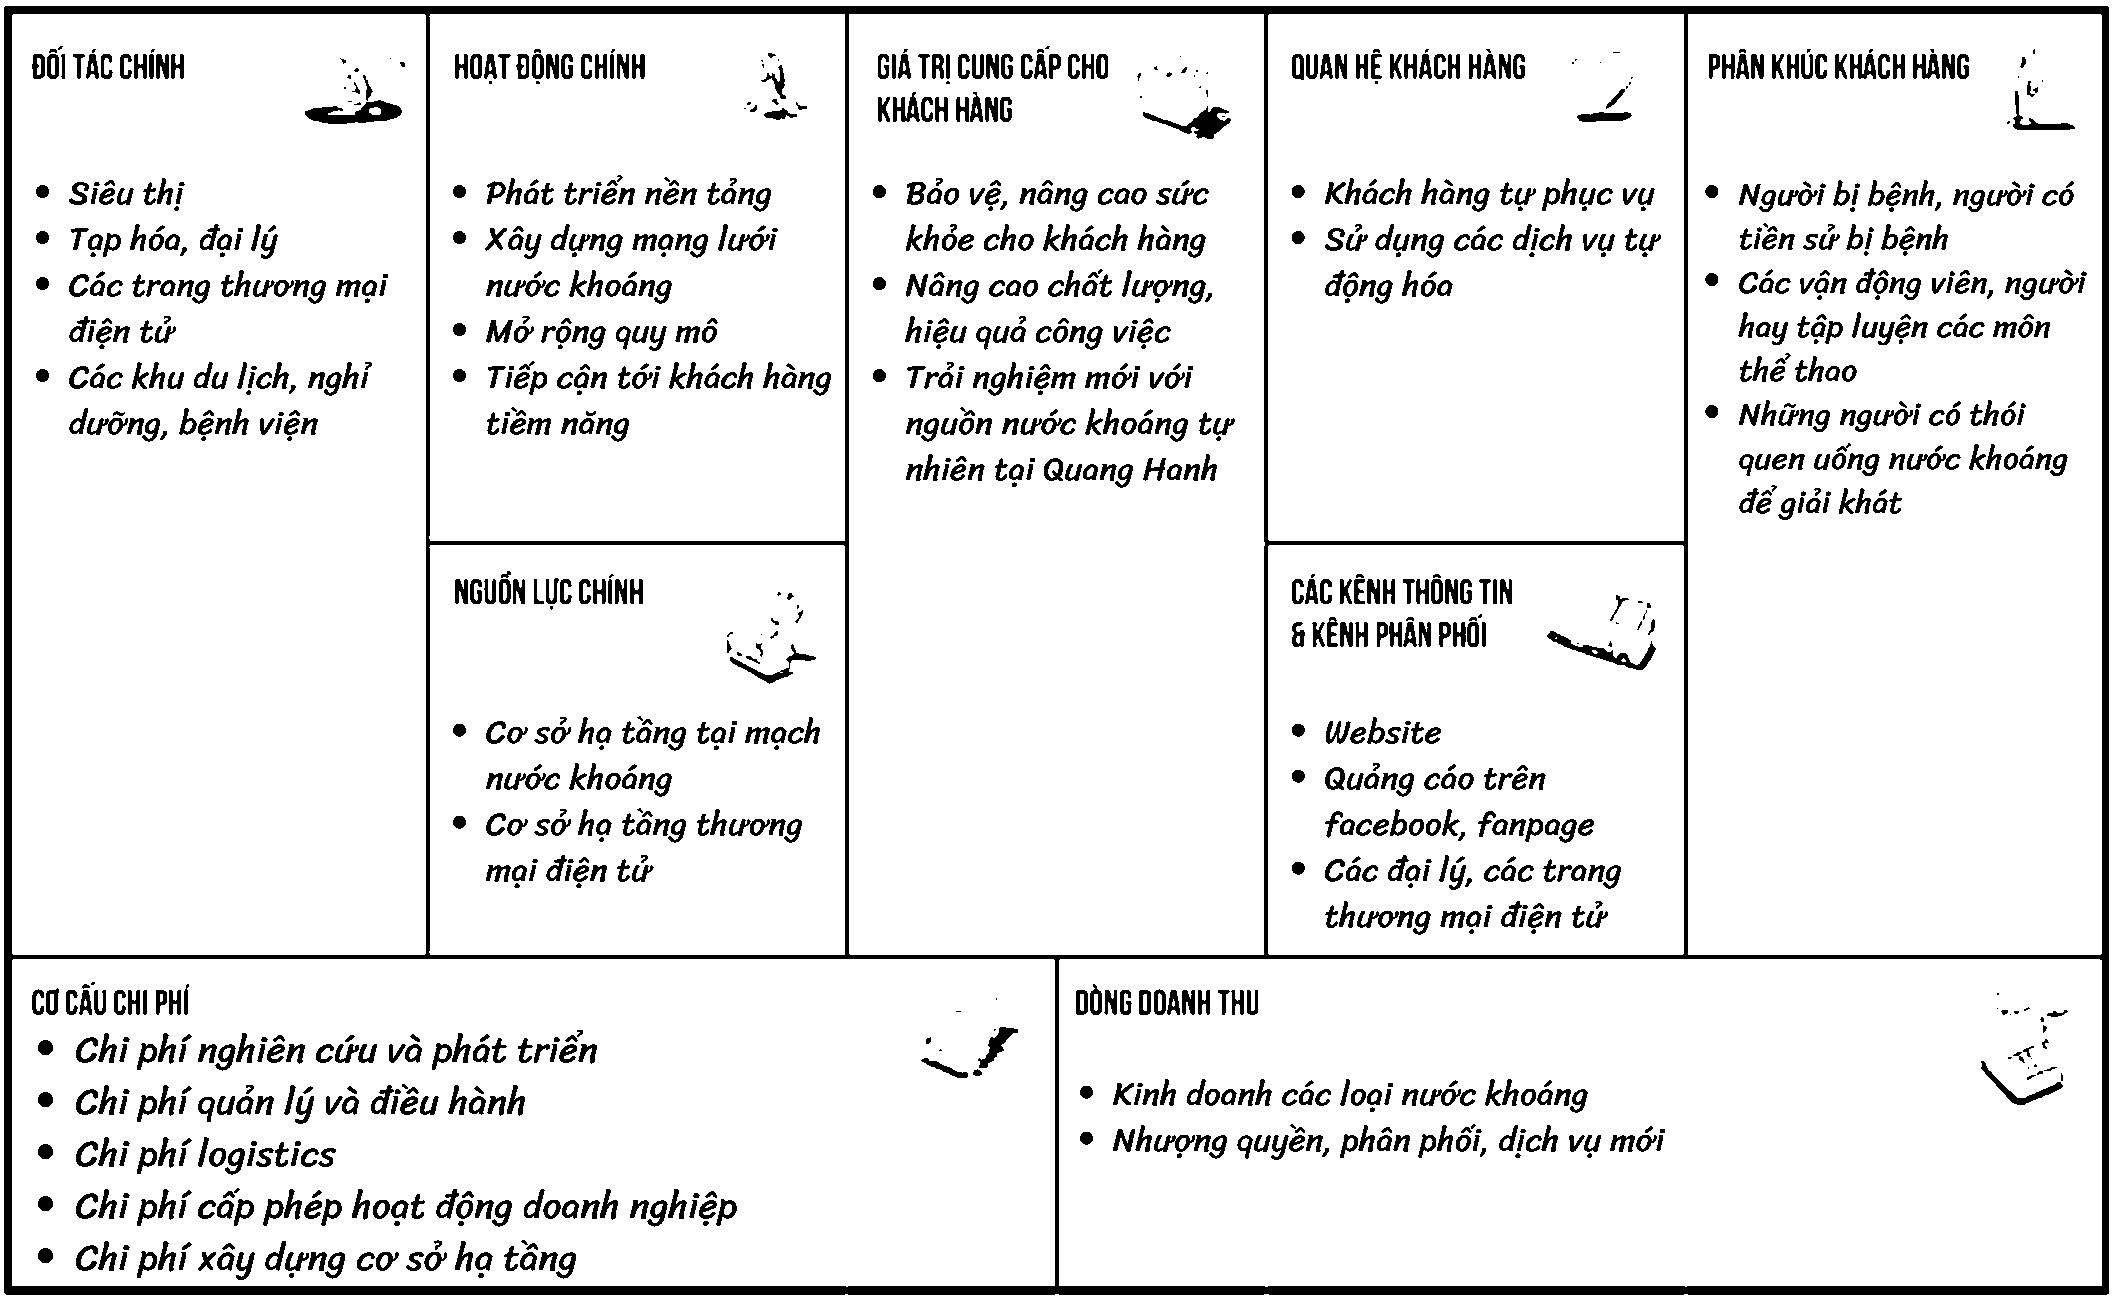 ĐỐI TÁC CHÍNH
Siêu thị
Tạp hóa, đại lý
Các trang thương mại
điện tử
Các khu du lịch, nghỉ
dưỡng, bệnh viện
HOẠT ĐỘNG CHÍNH
Phát triển nền tảng
Xây dựng mạng lưới
nước khoáng
Mở rộng quy mô
Tiếp cận tới khách hàng
tiềm năng
NGUỒN LỰC CHÍNH
Cơ sở hạ tầng tại mạch
nước khoáng
Cơ sở hạ tầng thương
mại điện tử
GIÁ TRỊ CUNG CẤP CHO
KHÁCH HÀNG
Bảo vệ, nâng cao sức
khỏe cho khách hàng
Nâng cao chất lượng,
hiệu quả công việc
Trải nghiệm mới với
nguồn nước khoáng tự
nhiên tại Quang Hanh
QUAN HỆ KHÁCH HÀNG
Khách hàng tự phục vụ
Sử dụng các dịch vụ tự
động hóa
CÁC KÊNH THÔNG TIN
& KÊNH PHÂN PHỐI
Website
Quảng cáo trên
facebook, fanpage
Các đại lý, các trang
thương mại điện tử
PHÂN KHÚC KHÁCH HÀNG
Người bị bệnh, người có
tiền sử bị bệnh
Các vận động viên, người
hay tập luyện các môn
thể thao
Những người có thói
quen uống nước khoáng
để giải khát
CƠ CẤU CHI PHÍ
Chi phí nghiên cứu và phát triển
Chi phí quản lý và điều hành
Chi phí logistics
Chi phí cấp phép hoạt động doanh nghiệp
Chi phí xây dựng cơ sở hạ tầng
DÒNG DOANH THU
Kinh doanh các loại nước khoáng
Nhượng quyền, phân phối, dịch vụ mới